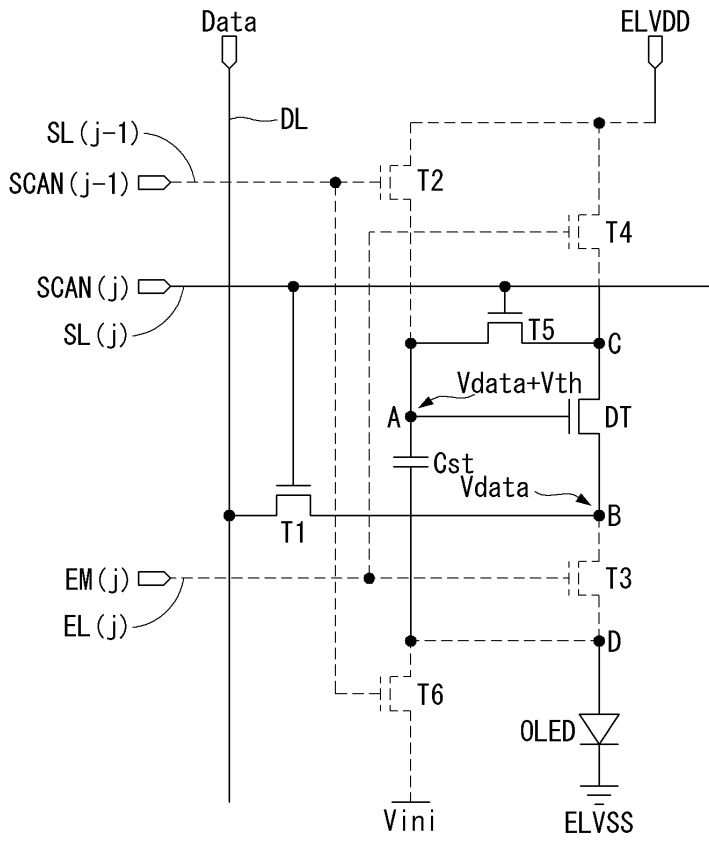 Data
ELVDD
SL(j-1)
DL
SCAN(j-1)
T2
T4
SCAN(j)
SL(j)
T5
C
Vdata+Vth
A
DT
Cst
Vdata
B
T1
EM(j)
T3
EL(j)
D
T6
OLED
Vini
ELVSS